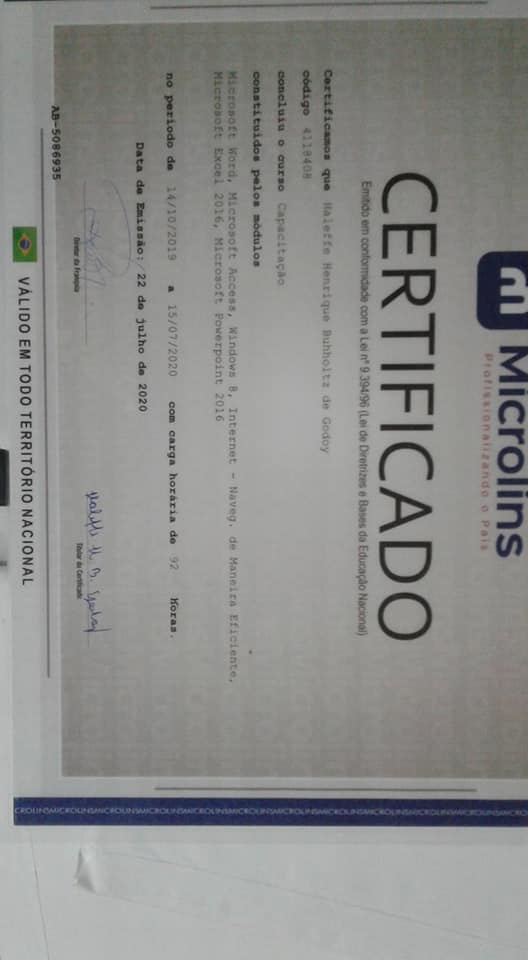 Microlins
Profissionalizando o País
CERTIFICADO
Emitido em conformidade com a Lei nº 9.394/96 (Lei de Diretrizes e Bases da Educação Nacional)
Certificamos que Haleffe Henrique Buhholtz de Godoy
código 4118408
concluiu o curso Capacitação
constituidos pelos módulos
Microsoft Word, Microsoft Access, Windows 8, Internet - Naveg. de Maneira Eficiente,
Microsoft Excel 2016, Microsoft Powerpoint 2016
no periodo de 14/10/2019 a 15/07/2020 com carga horária de 92 Horas.
Data de Emissão: 22 de julho de 2020
Diretor da Franquia
Titular do Certificado
AB-5086935
VÁLIDO EM TODO TERRITÓRIO NACIONAL